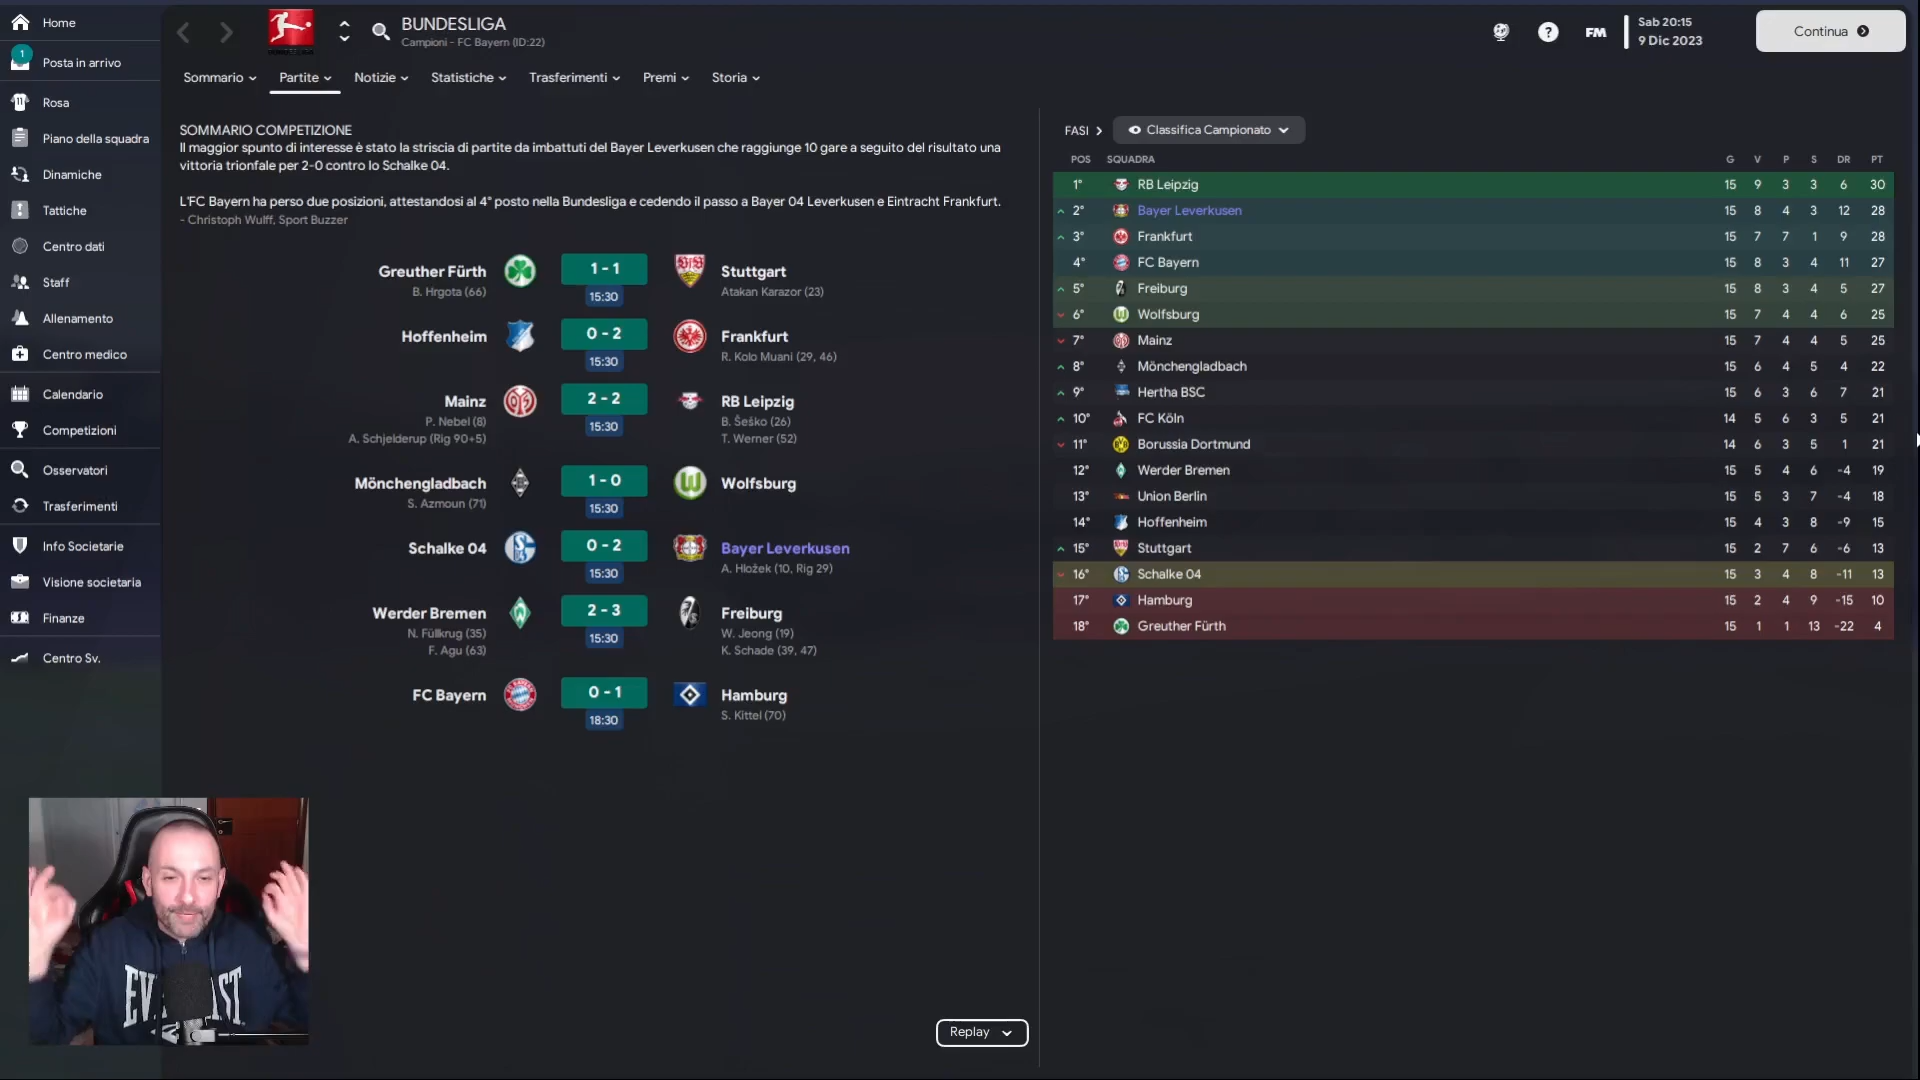 Home
1
Posta in arrivo
Rosa
Piano della squadra
Dinamiche
Tattiche
Centro dati
Staff
Allenamento
Centro medico
Calendario
Competizioni
Osservatori
Trasferimenti
Info Societarie
Visione societaria
Finanze
Centro Sv.
BUNDESLIGA
Campioni - FC Bayern (ID:22)
FM
Sab 20:15
9 Dic 2023
Continua
Sommario
Partite
Notizie
Statistiche
Trasferimenti
Premi
Storia
SOMMARIO COMPETIZIONE
Il maggior spunto di interesse è stato la striscia di partite da imbattuti del Bayer Leverkusen che raggiunge 10 gare a seguito del risultato una
vittoria trionfale per 2-0 contro lo Schalke 04.
L'FC Bayern ha perso due posizioni, attestandosi al 4° posto nella Bundesliga e cedendo il passo a Bayer 04 Leverkusen e Eintracht Frankfurt.
- Christoph Wulff, Sport Buzzer
Greuther Fürth 1 - 1 Stuttgart
B. Hrgota (66) 15:30 Atakan Karazor (23)
Hoffenheim 0 - 2 Frankfurt
15:30 R. Kolo Muani (29, 46)
Mainz 2 - 2 RB Leipzig
P. Nebel (8) 15:30 B. Šeško (26)
A. Schjelderup (Rig 90+5) T. Werner (52)
Mönchengladbach 1 - 0 Wolfsburg
S. Azmoun (71) 15:30
Schalke 04 0 - 2 Bayer Leverkusen
15:30 A. Hložek (10, Rig 29)
Werder Bremen 2 - 3 Freiburg
N. Füllkrug (35) 15:30 W. Jeong (19)
F. Agu (63) K. Schade (39, 47)
FC Bayern 0 - 1 Hamburg
18:30 S. Kittel (70)
Replay
FASI Classifica Campionato
POS SQUADRA G V P S DR PT
1° RB Leipzig 15 9 3 3 6 30
2° Bayer Leverkusen 15 8 4 3 12 28
3° Frankfurt 15 7 7 1 9 28
4° FC Bayern 15 8 3 4 11 27
5° Freiburg 15 8 3 4 5 27
6° Wolfsburg 15 7 4 4 6 25
7° Mainz 15 7 4 4 5 25
8° Mönchengladbach 15 6 4 5 4 22
9° Hertha BSC 15 6 3 6 7 21
10° FC Köln 14 5 6 3 5 21
11° Borussia Dortmund 14 6 3 5 1 21
12° Werder Bremen 15 5 4 6 -4 19
13° Union Berlin 15 5 3 7 -4 18
14° Hoffenheim 15 4 3 8 -9 15
15° Stuttgart 15 2 7 6 -6 13
16° Schalke 04 15 3 4 8 -11 13
17° Hamburg 15 2 4 9 -15 10
18° Greuther Fürth 15 1 1 13 -22 4